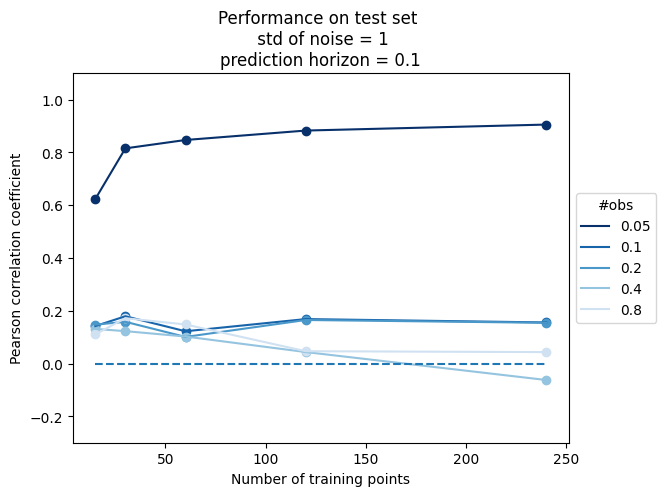 Performance on test set
std of noise = 1
prediction horizon = 0.1
Pearson correlation coefficient
1.0
0.8
0.6
0.4
0.2
0.0
−0.2
50
100
150
200
250
Number of training points
#obs
0.05
0.1
0.2
0.4
0.8